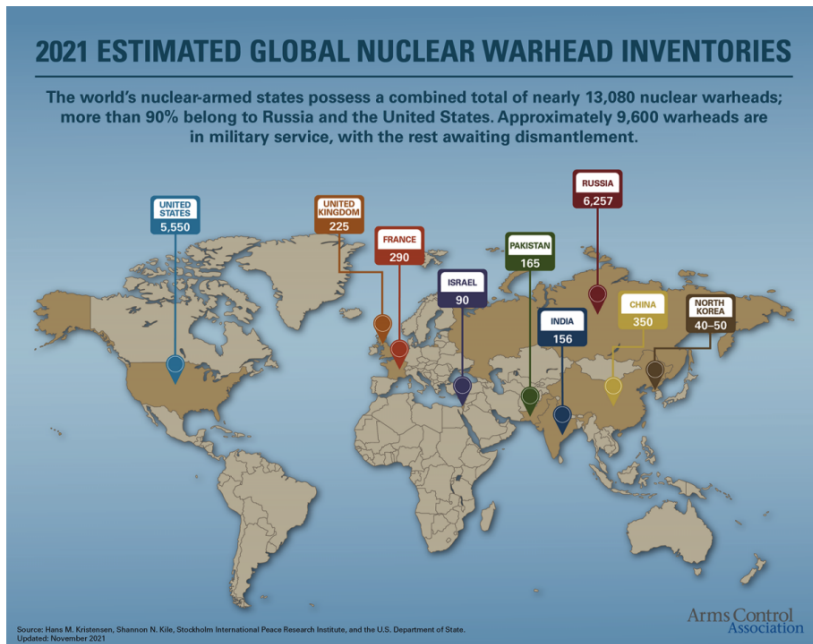 2021 ESTIMATED GLOBAL NUCLEAR WARHEAD INVENTORIES
The world's nuclear-armed states possess a combined total of nearly 13,080 nuclear warheads;
more than 90% belong to Russia and the United States. Approximately 9,600 warheads are
in military service, with the rest awaiting dismantlement.
RUSSIA
6,257
UNITED
STATES
5,550
UNITED
KINGDOM
225
FRANCE
290
PAKISTAN
165
ISRAEL
90
INDIA
156
CHINA
350
NORTH
KOREA
40–50
Arms Control
Association
Source: Hans M. Kristensen, Shannon N. Kile, Stockholm International Peace Research Institute, and the U.S. Department of State.
Updated: November 2021